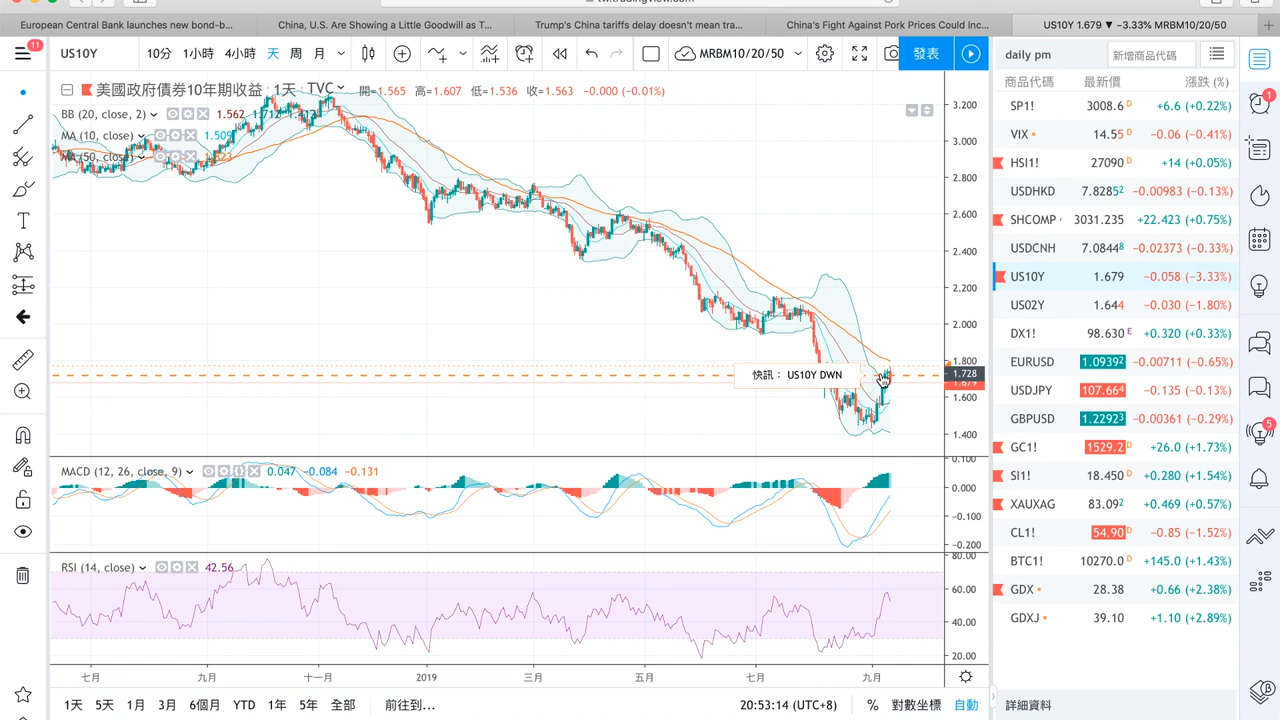 European Central Bank launches new bond-b...
China, U.S. Are Showing a Little Goodwill as T...
Trump's China tariffs delay doesn't mean tra...
China's Fight Against Pork Prices Could Inc...
US10Y 1.679 ▼ −3.33% MRBM10/20/50
11
US10Y
10分 1小時 4小時 天 周 月
MRBM10/20/50
發表
美國政府債券10年期收益 · 1天 · TVC
開=1.565 高=1.607 低=1.536 收=1.563 −0.000 (−0.01%)
BB (20, close, 2) 1.562 1.712
MA (10, close) 1.509
MA (50, close)
快訊： US10Y DWN
3.200
3.000
2.800
2.600
2.400
2.200
2.000
1.800
1.728
1.679
1.600
1.400
MACD (12, 26, close, 9) 0.047 −0.084 −0.131
0.100
0.000
−0.100
−0.200
RSI (14, close) 42.56
80.00
60.00
40.00
20.00
七月 九月 十一月 2019 三月 五月 七月 九月
1天 5天 1月 3月 6個月 YTD 1年 5年 全部 前往到...
20:53:14 (UTC+8) % 對數坐標 自動
daily pm 新增商品代碼
商品代碼 最新價 漲跌 (%)
SP1! 3008.6 D +6.6 (+0.22%)
VIX 14.55 D −0.06 (−0.41%)
HSI1! 27090 D +14 (+0.05%)
USDHKD 7.8285² −0.00983 (−0.13%)
SHCOMP 3031.235 +22.423 (+0.75%)
USDCNH 7.0844⁸ −0.02373 (−0.33%)
US10Y 1.679 −0.058 (−3.33%)
US02Y 1.644 −0.030 (−1.80%)
DX1! 98.630 E +0.320 (+0.33%)
EURUSD 1.0939² −0.00711 (−0.65%)
USDJPY 107.66⁴ −0.135 (−0.13%)
GBPUSD 1.2292³ −0.00361 (−0.29%)
GC1! 1529.2 D +26.0 (+1.73%)
SI1! 18.450 D +0.280 (+1.54%)
XAUXAG 83.09² +0.469 (+0.57%)
CL1! 54.90 D −0.85 (−1.52%)
BTC1! 10270.0 D +145.0 (+1.43%)
GDX 28.38 +0.66 (+2.38%)
GDXJ 39.10 +1.10 (+2.89%)
詳細資料
1
5